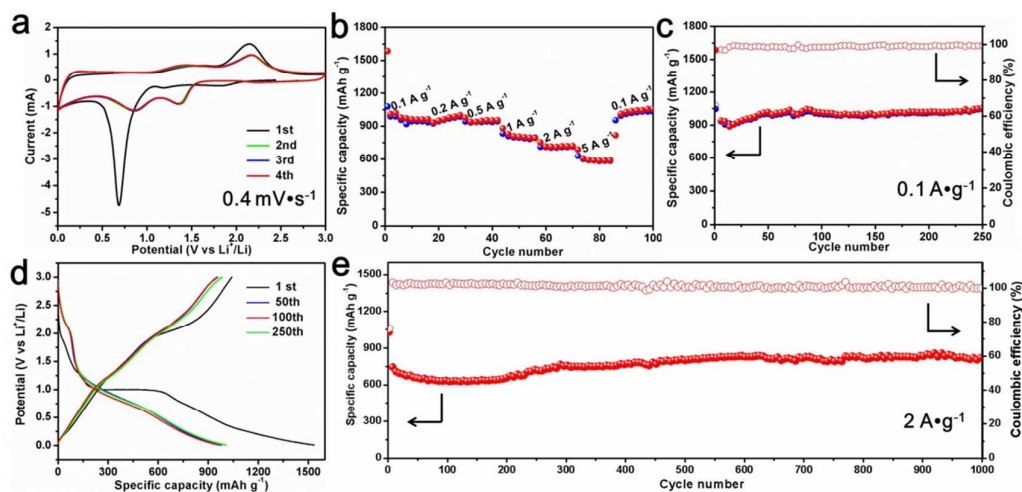 a
Current (mA)
1
0
-1
-2
-3
-4
-5
1st
2nd
3rd
4th
0.4 mV•s⁻¹
0.0 0.6 1.2 1.8 2.4 3.0
Potential (V vs Li⁺/Li)
b
Specific capacity (mAh g⁻¹)
1800
1500
1200
900
600
300
0
0.1 A g⁻¹
0.2 A g⁻¹
0.5 A g⁻¹
1 A g⁻¹
2 A g⁻¹
5 A g⁻¹
0.1 A g⁻¹
0 20 40 60 80 100
Cycle number
c
Specific capacity (mAh g⁻¹)
1800
1500
1200
900
600
300
0
Coulombic efficiency (%)
100
80
60
40
20
0
0.1 A•g⁻¹
0 50 100 150 200 250
Cycle number
d
Potential (V vs Li⁺/Li)
3.0
2.5
2.0
1.5
1.0
0.5
0.0
1 st
50th
100th
250th
0 300 600 900 1200 1500
Specific capacity (mAh g⁻¹)
e
Specific capacity (mAh g⁻¹)
1500
1200
900
600
300
0
Coulombic efficiency (%)
100
80
60
40
20
0
2 A•g⁻¹
0 100 200 300 400 500 600 700 800 900 1000
Cycle number